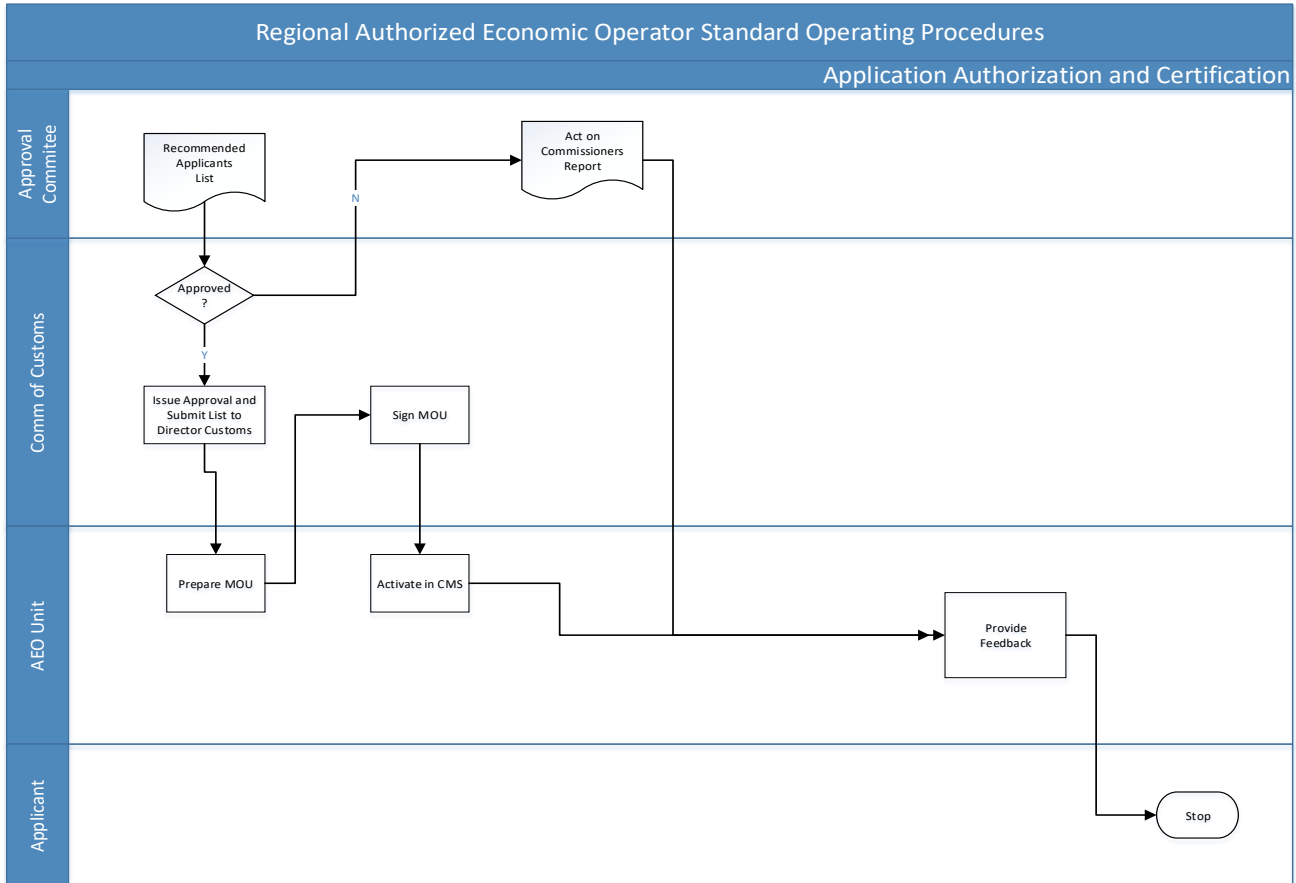 Regional Authorized Economic Operator Standard Operating Procedures
Application Authorization and Certification
Approval
Commitee
Recommended
Applicants
List
Act on
Commissioners
Report
N
Comm of Customs
Approved
?
Y
Issue Approval and
Submit List to
Director Customs
Sign MOU
AEO Unit
Prepare MOU
Activate in CMS
Provide
Feedback
Applicant
Stop